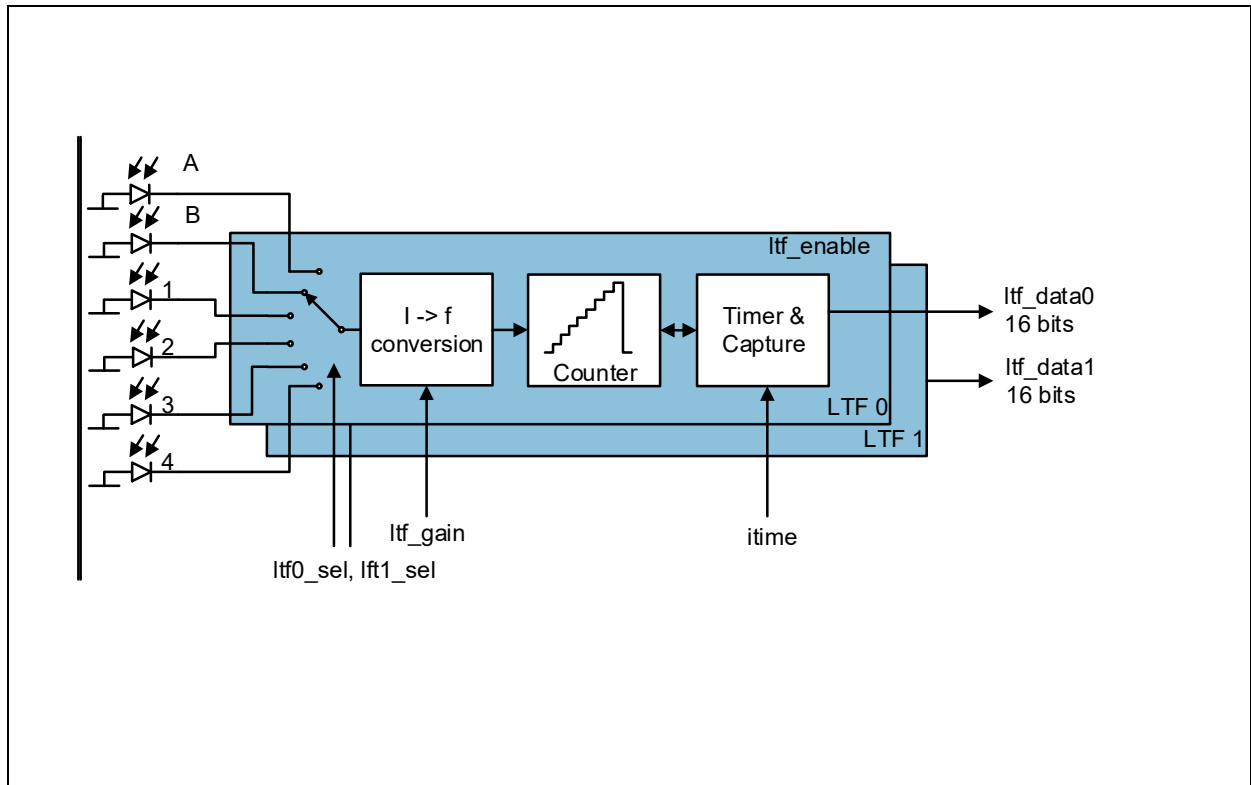 A
B
1
2
3
4
ltf_enable
I -> f
conversion
Counter
Timer &
Capture
LTF 0
LTF 1
ltf_data0
16 bits
ltf_data1
16 bits
ltf_gain
itime
ltf0_sel, lft1_sel